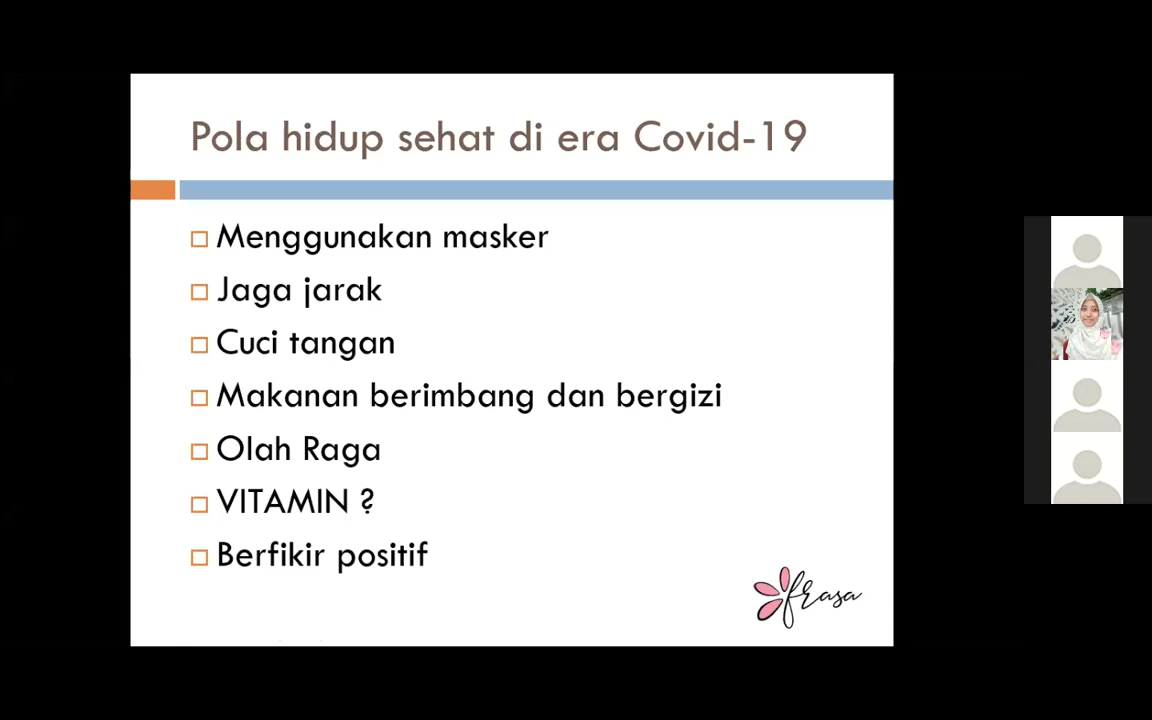 Pola hidup sehat di era Covid-19
Menggunakan masker
Jaga jarak
Cuci tangan
Makanan berimbang dan bergizi
Olah Raga
VITAMIN ?
Berfikir positif
frasa